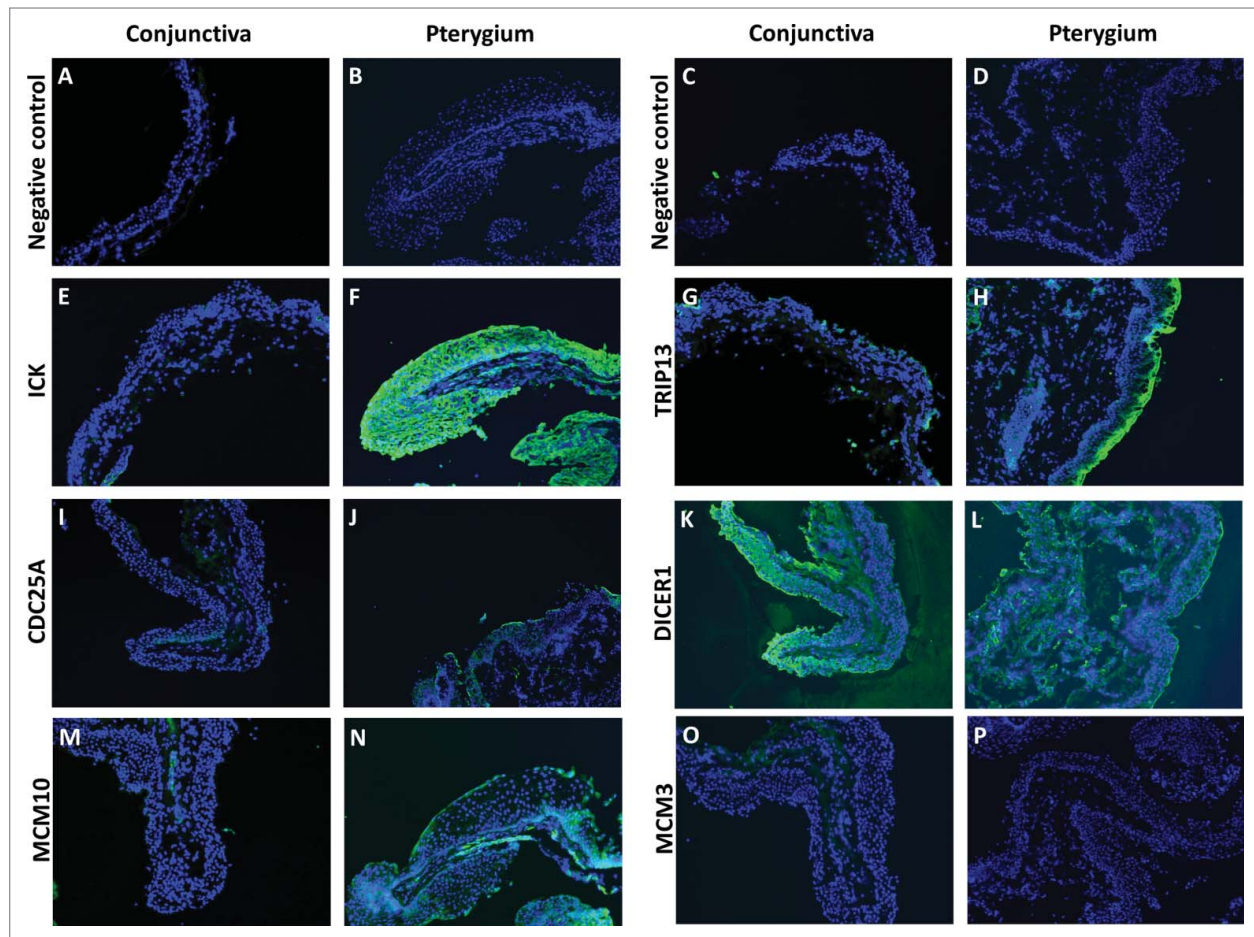 Conjunctiva Pterygium Conjunctiva Pterygium
Negative control A B Negative control C D
ICK E F TRIP13 G H
CDC25A I J DICER1 K L
MCM10 M N MCM3 O P